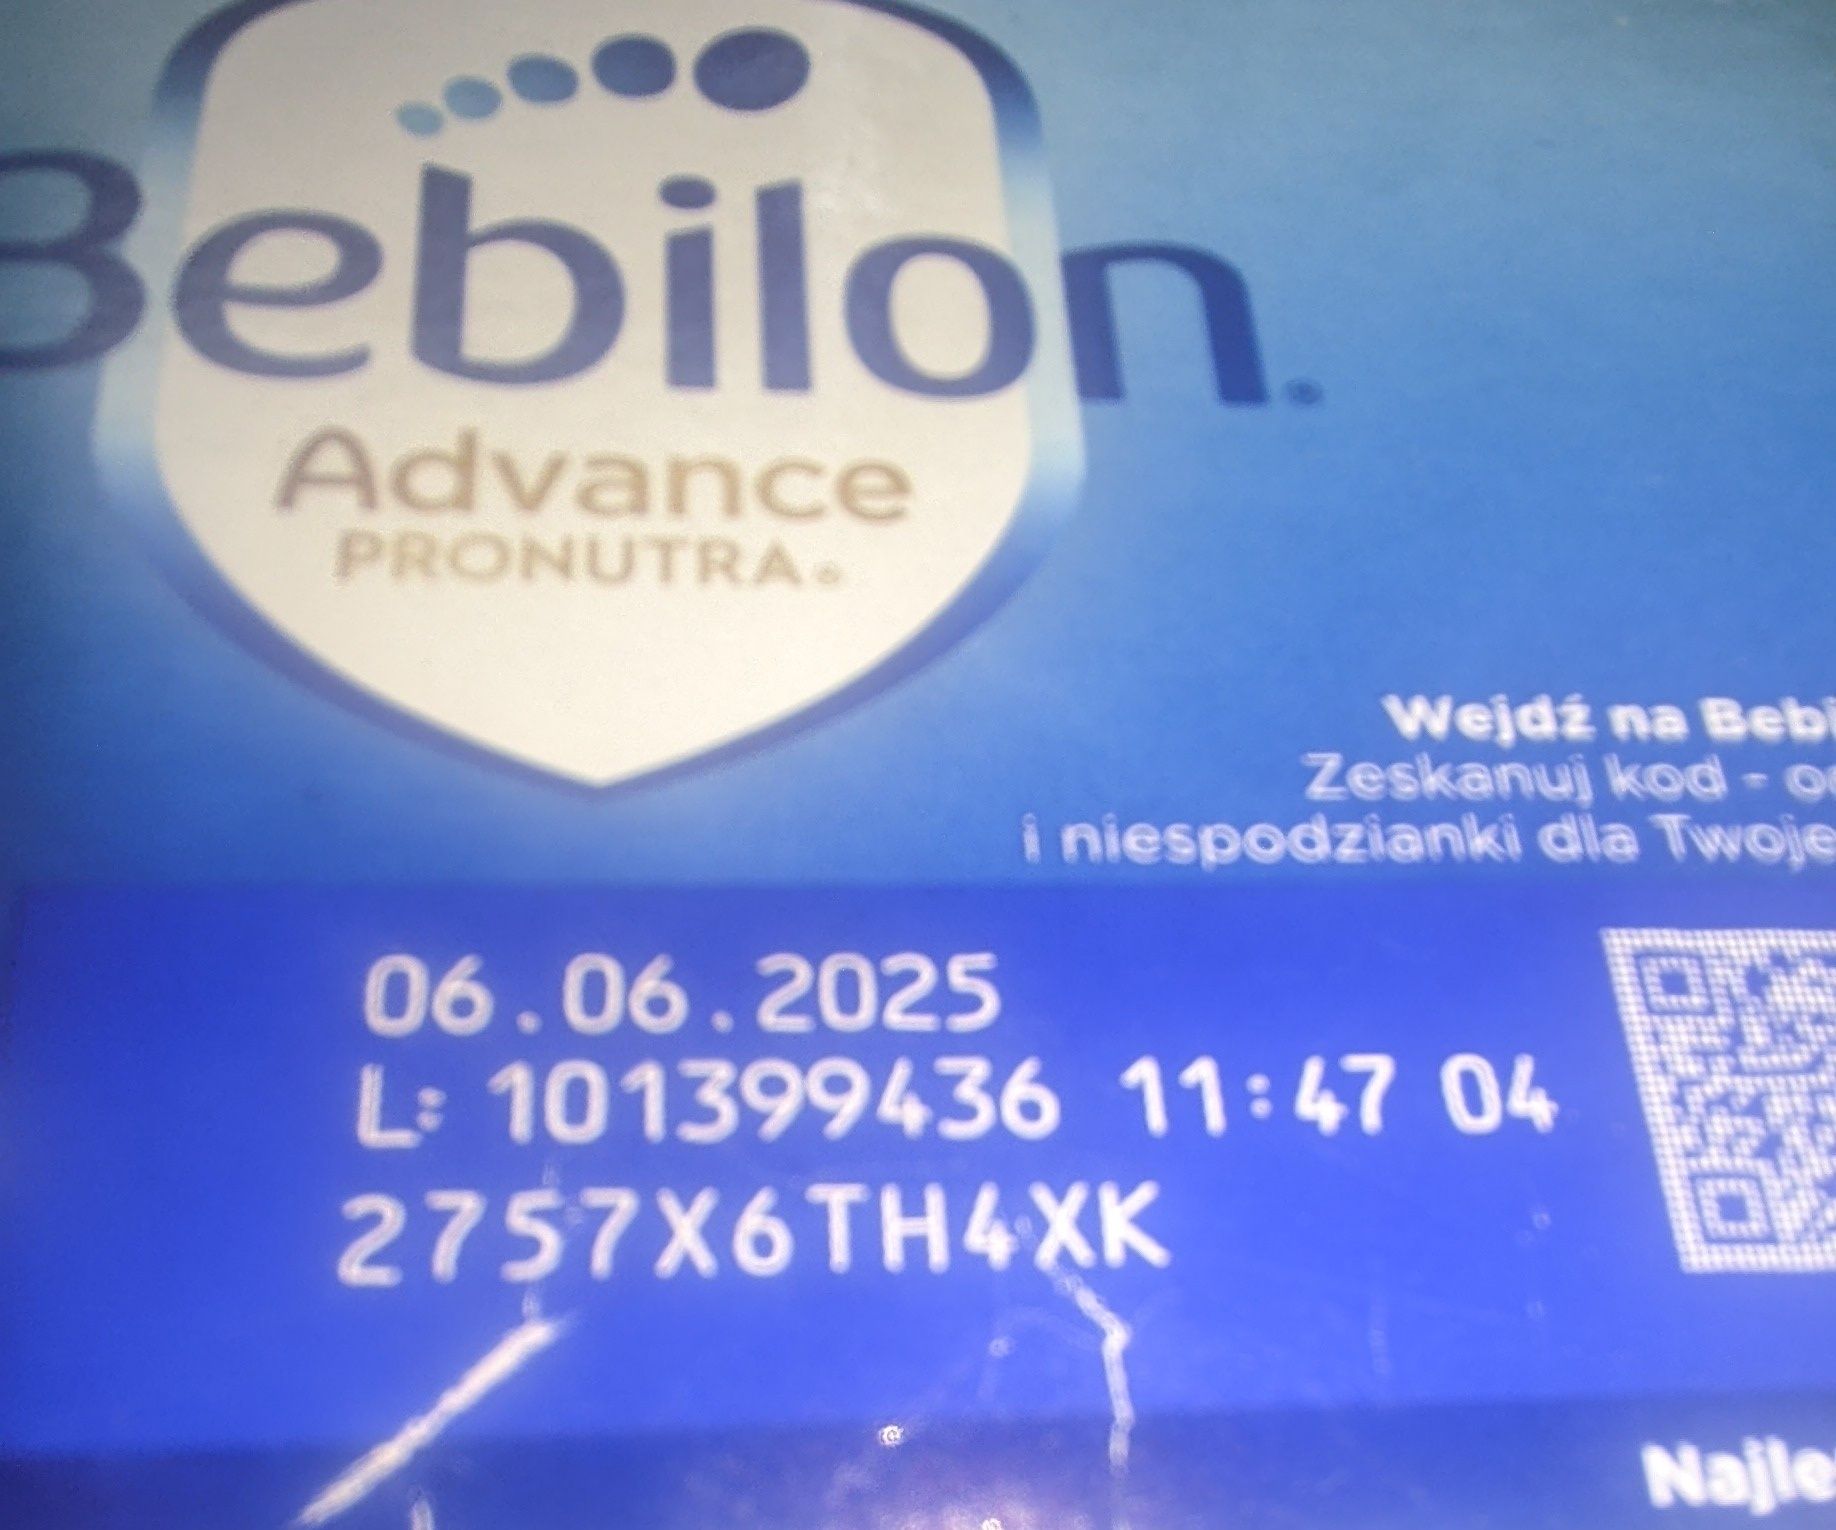 Bebilon
Advance
PRONUTRA
Wejdź na Bebi
Zeskanuj kod -
i niespodzianki dla Twoje
06.06.2025
L: 101399436 11:47 04
2757X6TH4XK
Najle